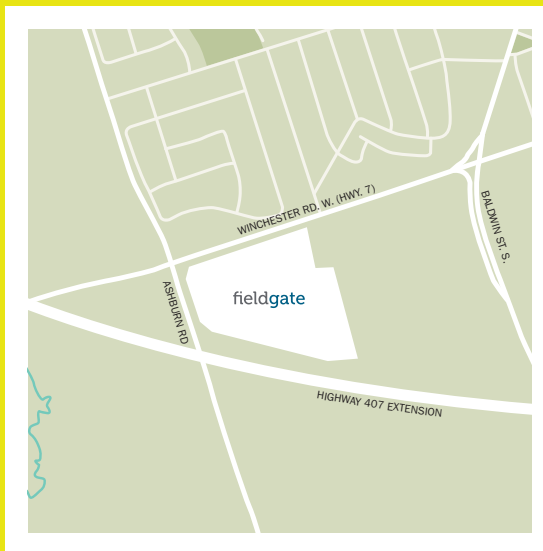 WINCHESTER RD. W. (HWY. 7)
BALDWIN ST. S.
ASHBURN RD
fieldgate
HIGHWAY 407 EXTENSION